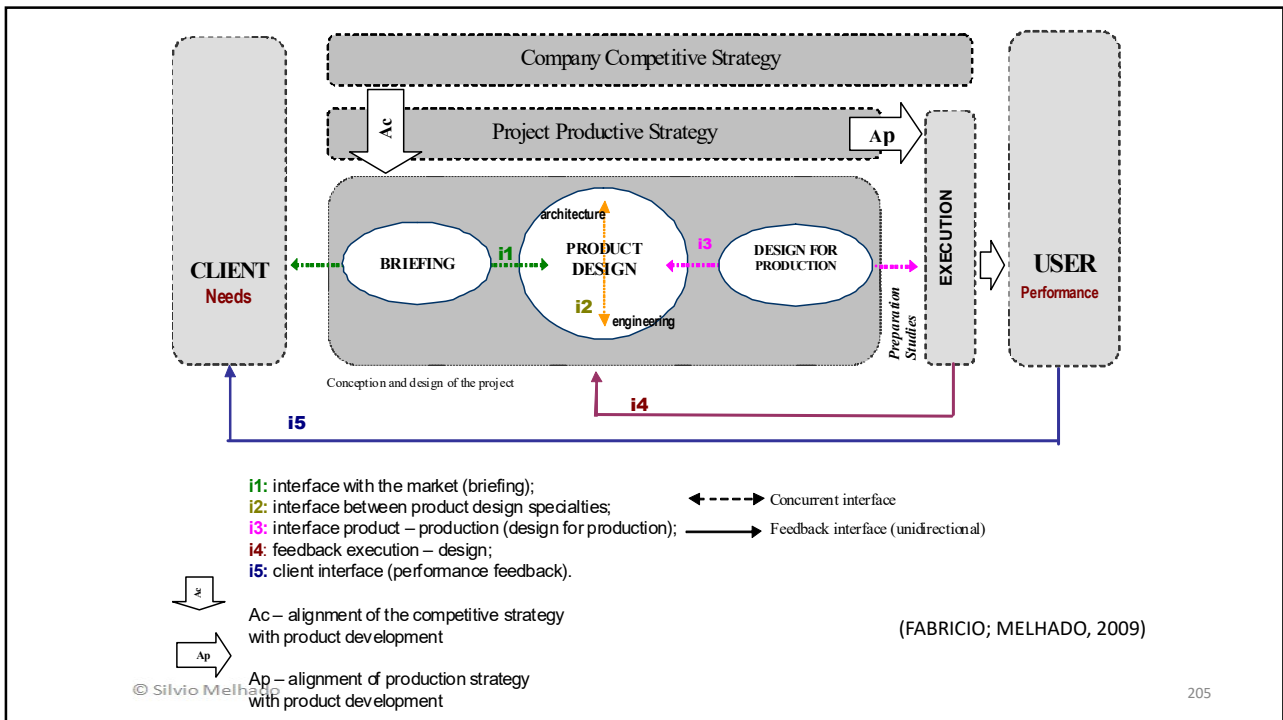 Company Competitive Strategy
Ac
Project Productive Strategy
Ap
CLIENT
Needs
BRIEFING
i1
architecture
PRODUCT
DESIGN
i2
engineering
i3
DESIGN FOR
PRODUCTION
Preparation
Studies
EXECUTION
USER
Performance
Conception and design of the project
i4
i5
i1: interface with the market (briefing);
i2: interface between product design specialties;
i3: interface product – production (design for production);
i4: feedback execution – design;
i5: client interface (performance feedback).
Concurrent interface
Feedback interface (unidirectional)
Ac
Ac – alignment of the competitive strategy
with product development
Ap
Ap – alignment of production strategy
with product development
(FABRICIO; MELHADO, 2009)
© Silvio Melhado
205